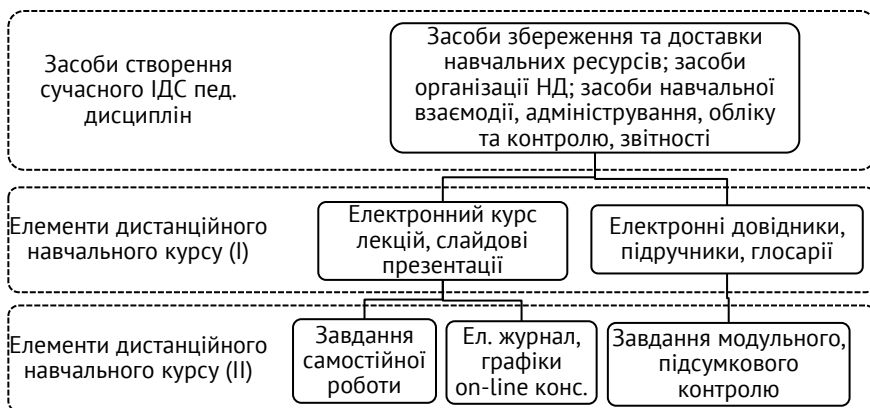 Засоби створення
сучасного ІДС пед.
дисциплін
Засоби збереження та доставки
навчальних ресурсів; засоби
організації НД; засоби навчальної
взаємодії, адміністрування, обліку
та контролю, звітності
Елементи дистанційного
навчального курсу (I)
Електронний курс
лекцій, слайдові
презентації
Електронні довідники,
підручники, глосарії
Елементи дистанційного
навчального курсу (II)
Завдання
самостійної
роботи
Ел. журнал,
графіки
on-line конс.
Завдання модульного,
підсумкового
контролю